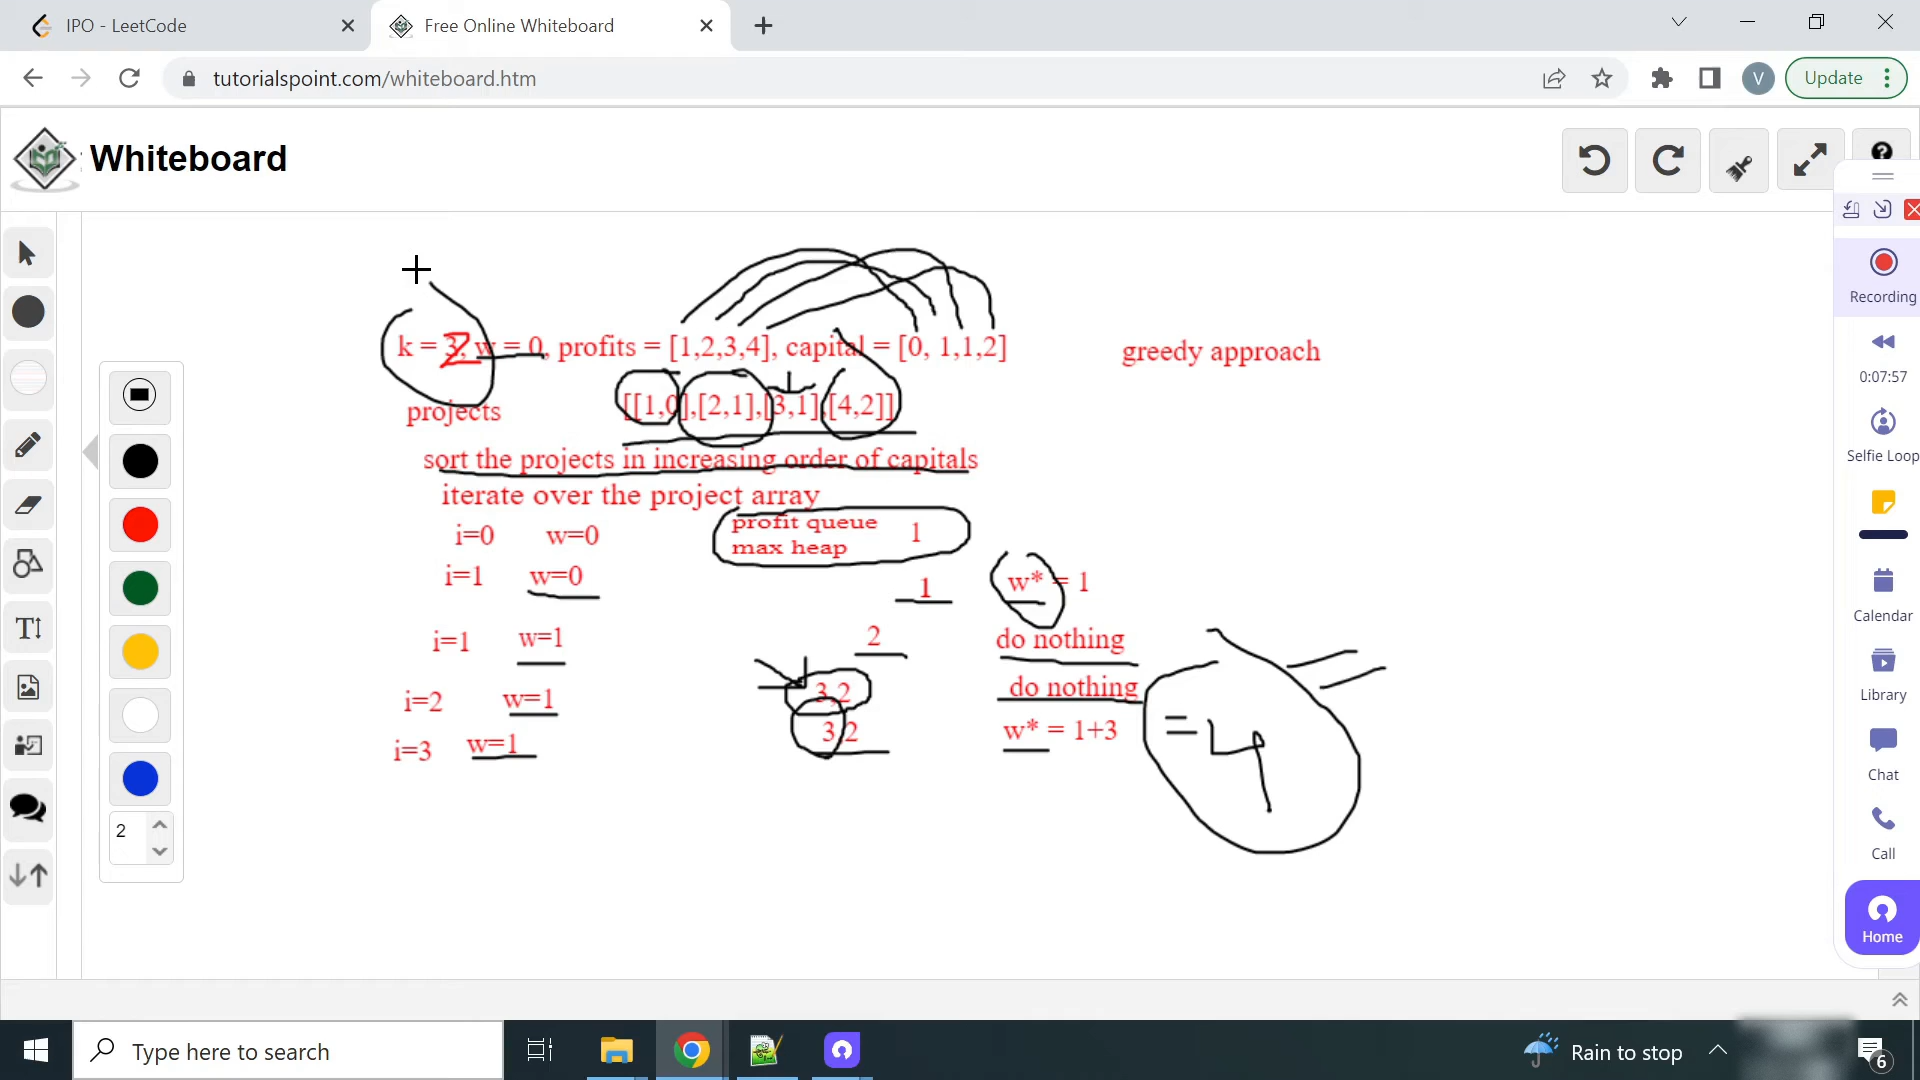 IPO - LeetCode
Free Online Whiteboard
tutorialspoint.com/whiteboard.htm
V
Update
Whiteboard
Recording
0:07:57
Selfie Loop
Calendar
Library
Chat
Call
Home
2
k = 3, w = 0, profits = [1,2,3,4], capital = [0, 1,1,2]
2
greedy approach
projects [[1,0],[2,1],[3,1],[4,2]]
sort the projects in increasing order of capitals
iterate over the project array
i=0 w=0 profit queue 1
max heap
i=1 w=0 1 w* = 1
i=1 w=1 2 do nothing
i=2 w=1 3,2 do nothing
i=3 w=1 3,2 w* = 1+3 = 4
Type here to search
Rain to stop
6